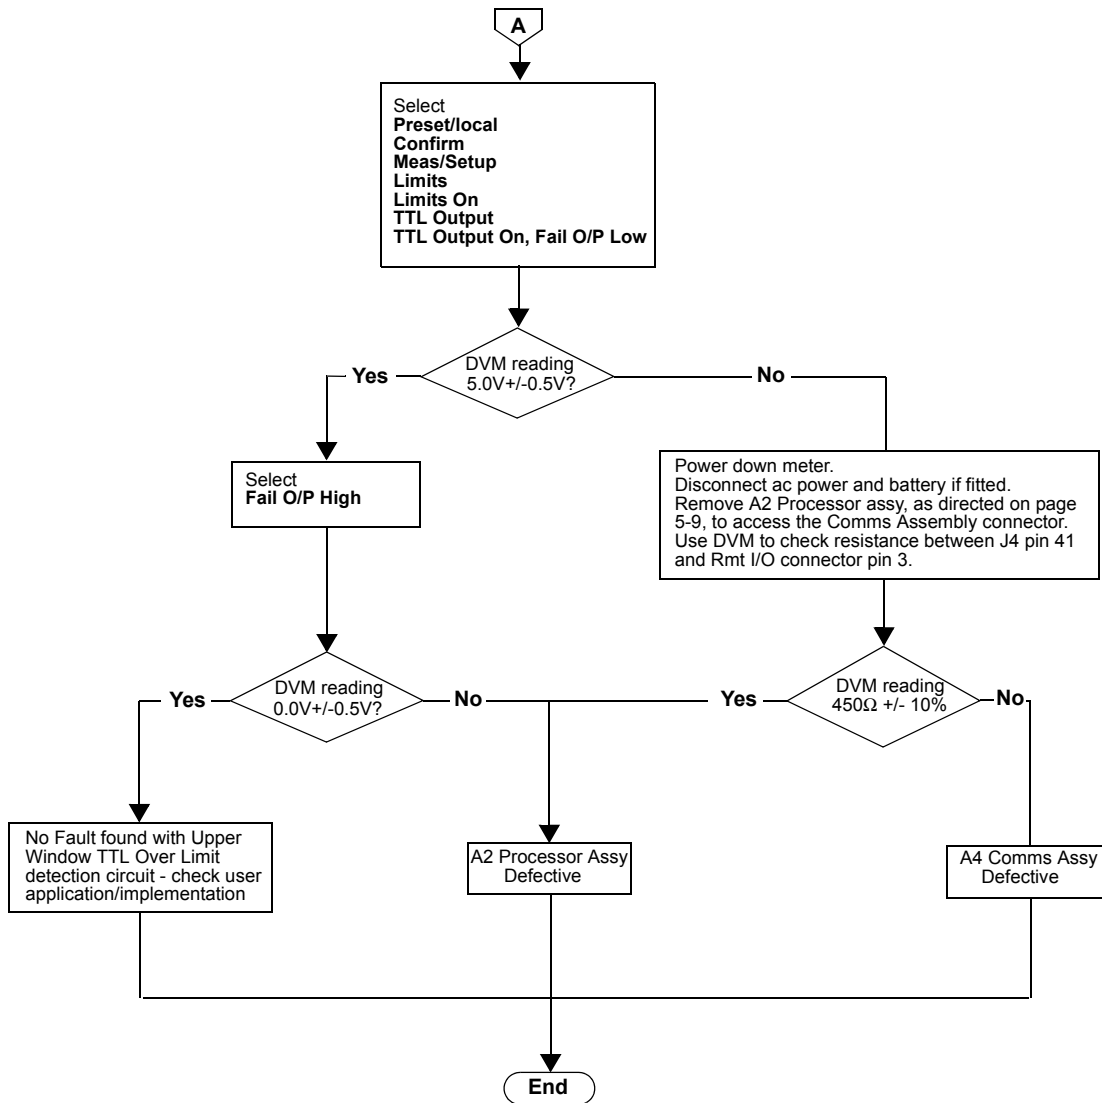 A
Select
Preset/local
Confirm
Meas/Setup
Limits
Limits On
TTL Output
TTL Output On, Fail O/P Low
DVM reading
5.0V+/-0.5V?
Yes
No
Select
Fail O/P High
Power down meter.
Disconnect ac power and battery if fitted.
Remove A2 Processor assy, as directed on page
5-9, to access the Comms Assembly connector.
Use DVM to check resistance between J4 pin 41
and Rmt I/O connector pin 3.
DVM reading
0.0V+/-0.5V?
Yes
No
DVM reading
450Ω +/- 10%
Yes
No
No Fault found with Upper
Window TTL Over Limit
detection circuit - check user
application/implementation
A2 Processor Assy
Defective
A4 Comms Assy
Defective
End